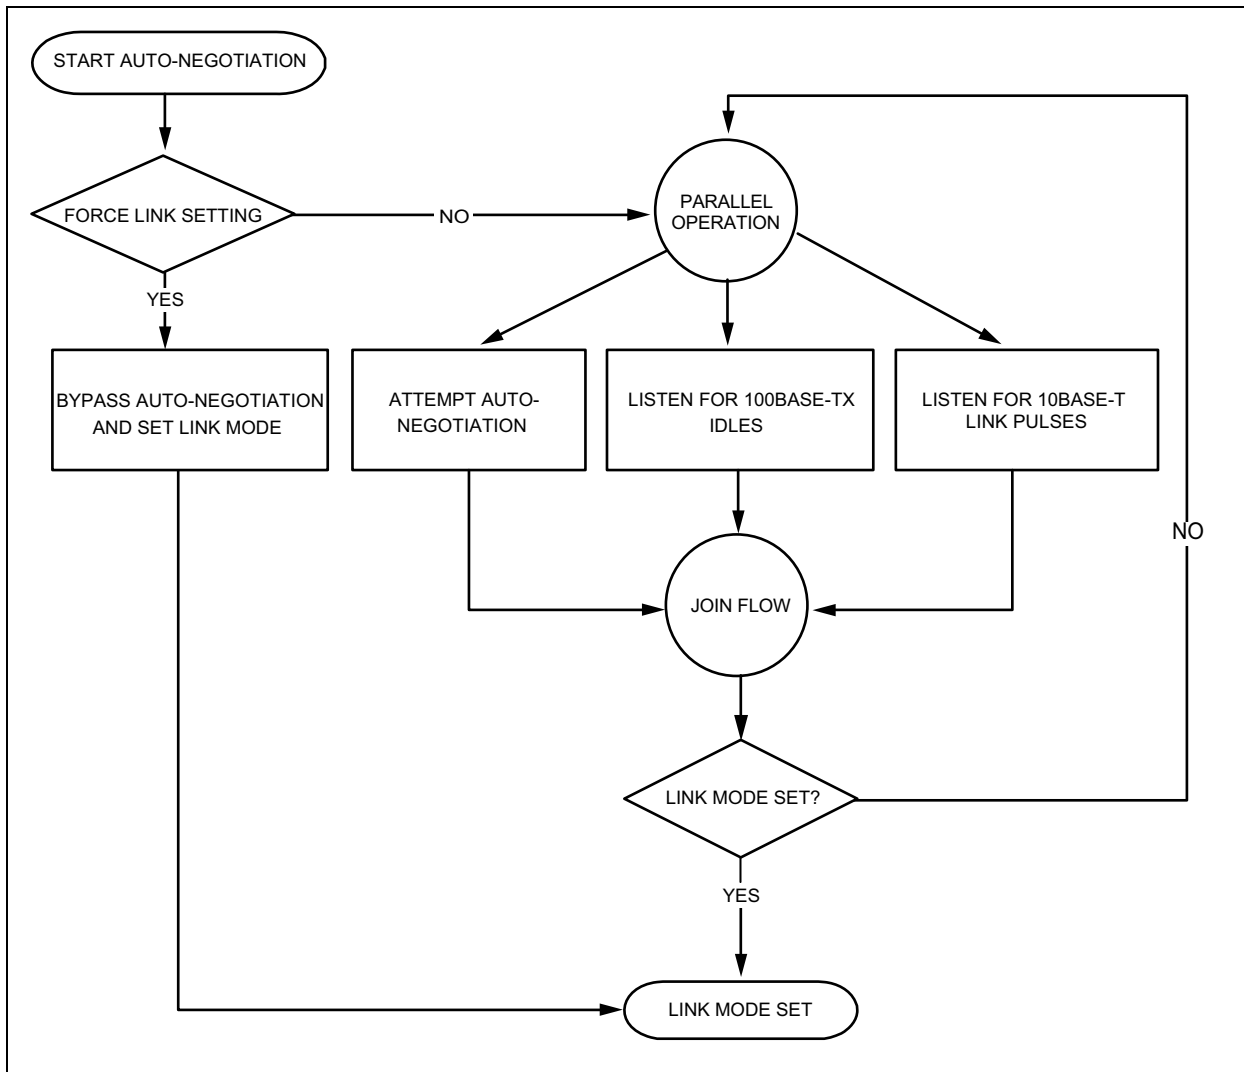 START AUTO-NEGOTIATION
FORCE LINK SETTING
NO
PARALLEL
OPERATION
YES
BYPASS AUTO-NEGOTIATION
AND SET LINK MODE
ATTEMPT AUTO-
NEGOTIATION
LISTEN FOR 100BASE-TX
IDLES
LISTEN FOR 10BASE-T
LINK PULSES
NO
JOIN FLOW
LINK MODE SET?
YES
LINK MODE SET